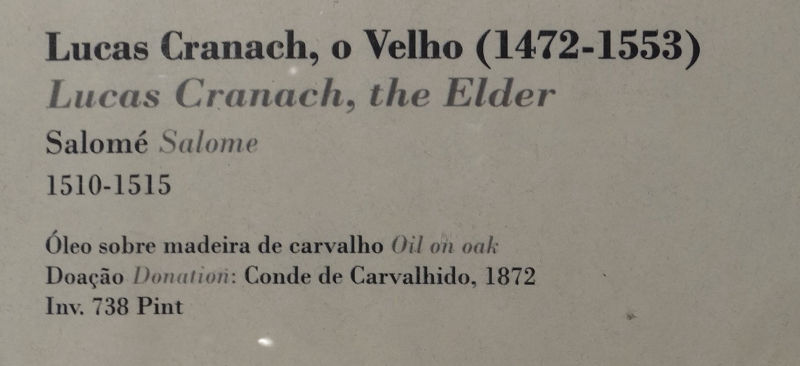 Lucas Cranach, o Velho (1472-1553)
Lucas Cranach, the Elder
Salomé Salome
1510-1515
Óleo sobre madeira de carvalho Oil on oak
Doação Donation: Conde de Carvalhido, 1872
Inv. 738 Pint